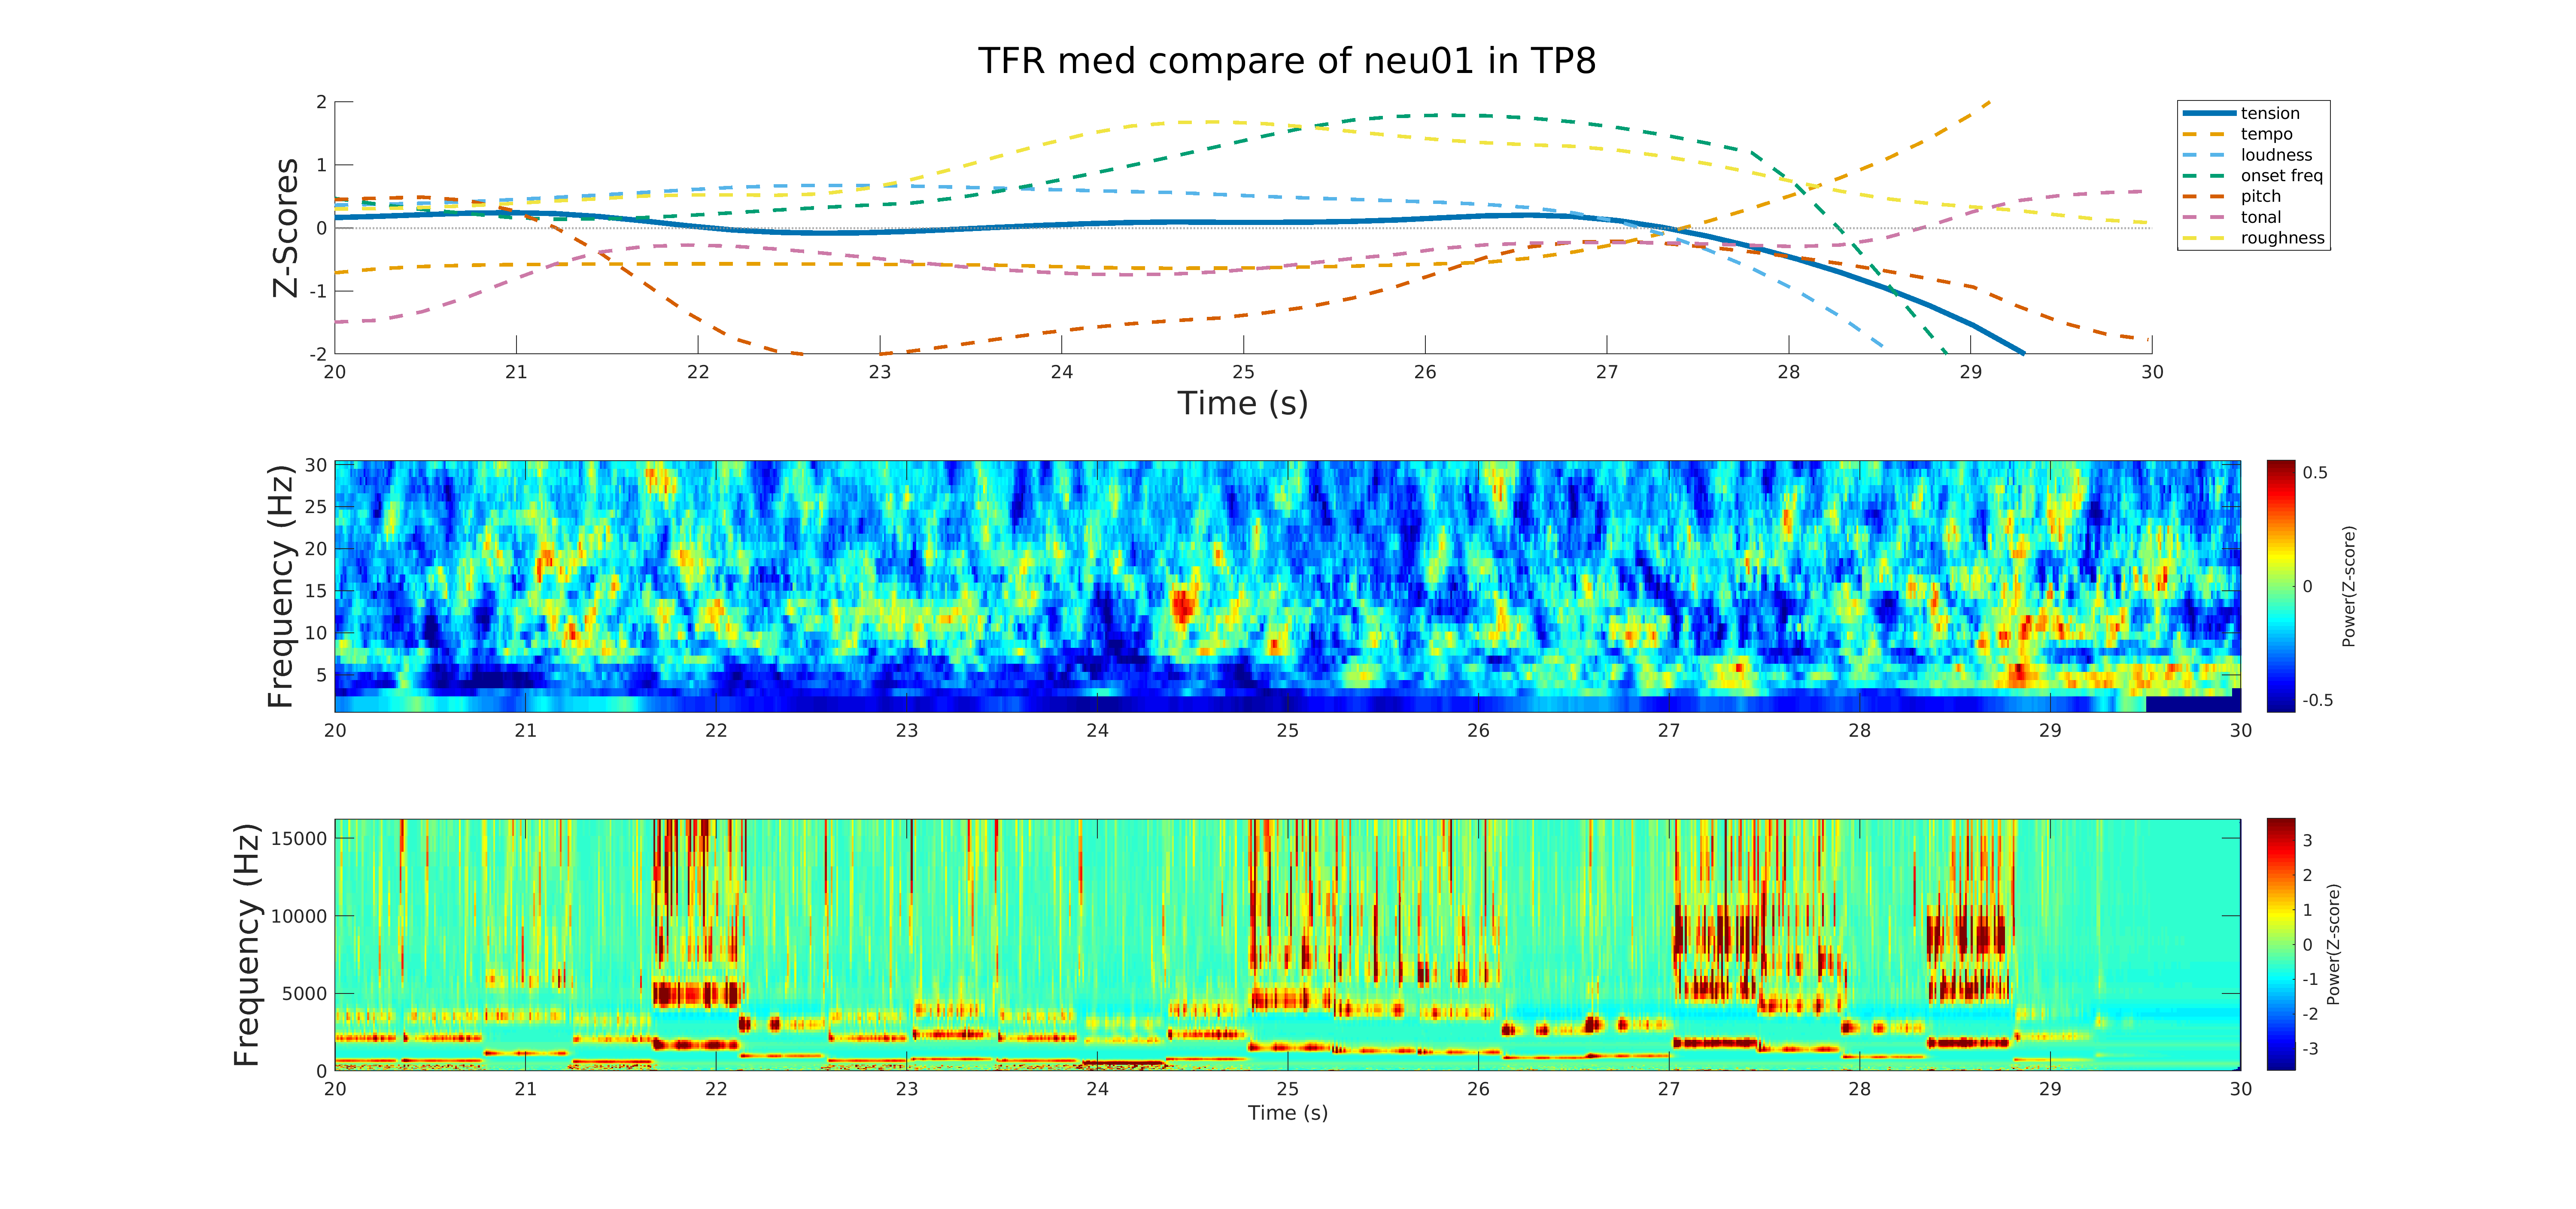 TFR med compare of neu01 in TP8
Z-Scores
2
1
0
-1
-2
20 21 22 23 24 25 26 27 28 29 30
Time (s)
tension
tempo
loudness
onset freq
pitch
tonal
roughness
Frequency (Hz)
30
25
20
15
10
5
20 21 22 23 24 25 26 27 28 29 30
0.5
0
-0.5
Power(Z-score)
Frequency (Hz)
15000
10000
5000
0
20 21 22 23 24 25 26 27 28 29 30
Time (s)
3
2
1
0
-1
-2
-3
Power(Z-score)